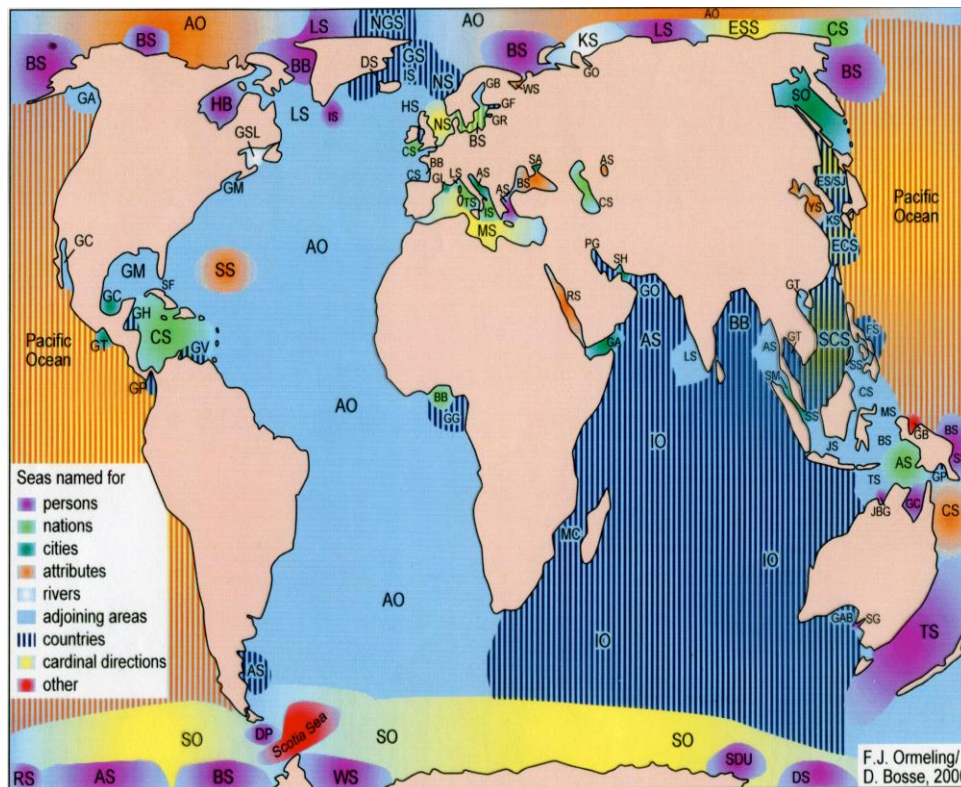 AO
AO
AO
BS
LS
NGS
BS
LS
ESS
CS
BS
BB
DS
GS
IS
NS
BS
KS
GO
BS
GA
HB
LS
IS
HS
GB
WS
GF
GR
SO
GSL
CS
NS
BS
GM
BB
CS
GL
LS
AS
SA
BS
AS
AS
CS
TS
IS
MS
ES/SJ
YS
KS
ECS
Pacific
Ocean
GC
GM
SF
GC
GH
CS
GT
GV
GP
SS
AO
PG
SH
GO
RS
GA
AS
LS
BB
AS
GT
GT
SCS
FS
SM
SS
SS
CS
Pacific
Ocean
AO
BB
GG
IO
MS
GB
BS
JS
BS
AS
TS
GP
JBG
GC
CS
Seas named for
persons
nations
cities
attributes
rivers
adjoining areas
countries
cardinal directions
other
MC
IO
AO
IO
GAB
SG
TS
AS
SO
DP
Scotia Sea
SO
SO
RS
AS
BS
WS
SDU
DS
F.J. Ormeling/
D. Bosse, 200